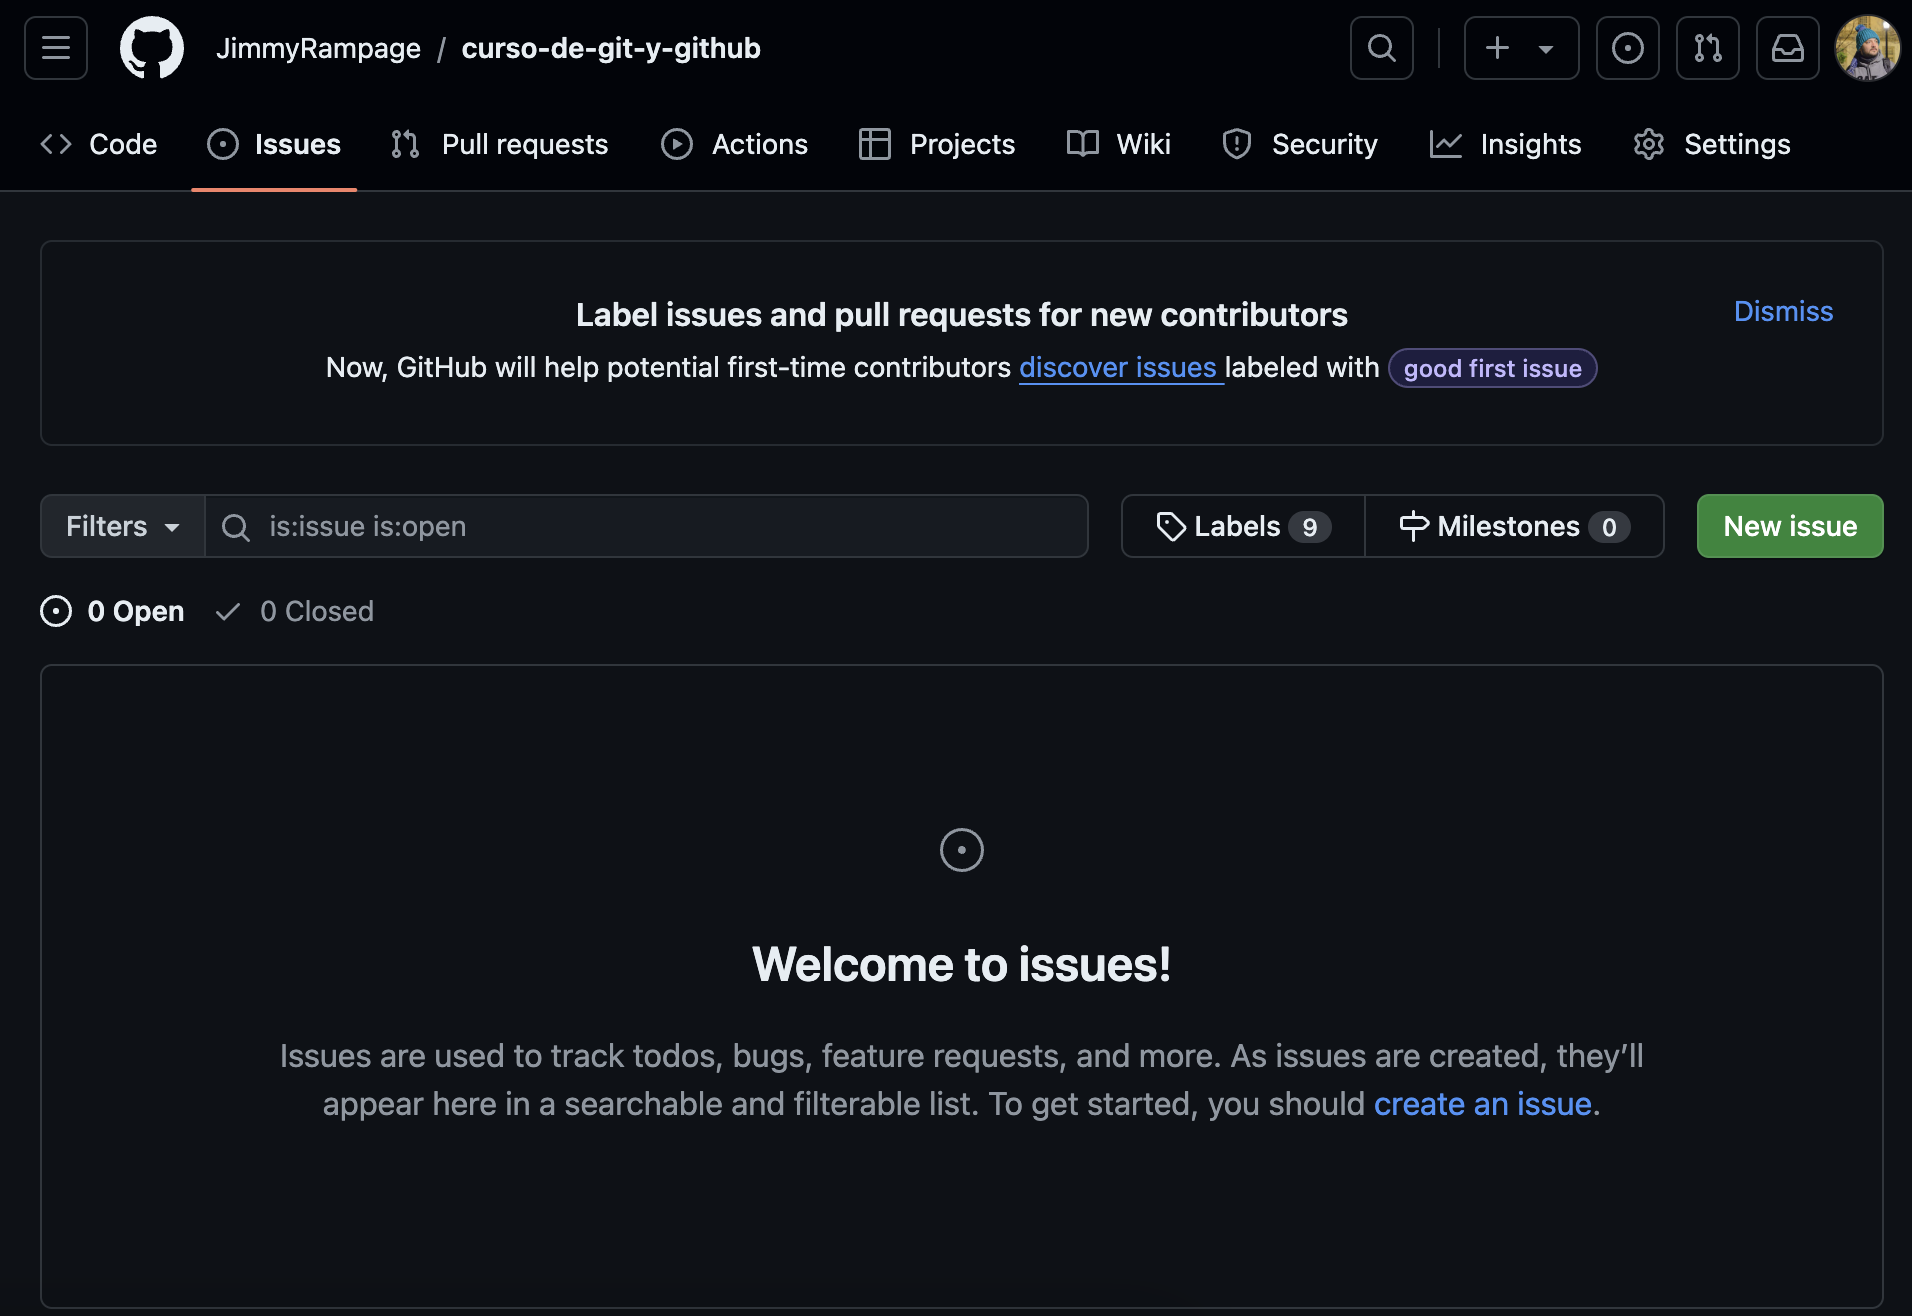 JimmyRampage / curso-de-git-y-github
Code Issues Pull requests Actions Projects Wiki Security Insights Settings
Label issues and pull requests for new contributors
Dismiss
Now, GitHub will help potential first-time contributors discover issues labeled with good first issue
Filters is:issue is:open Labels 9 Milestones 0 New issue
0 Open 0 Closed
Welcome to issues!
Issues are used to track todos, bugs, feature requests, and more. As issues are created, they’ll
appear here in a searchable and filterable list. To get started, you should create an issue.